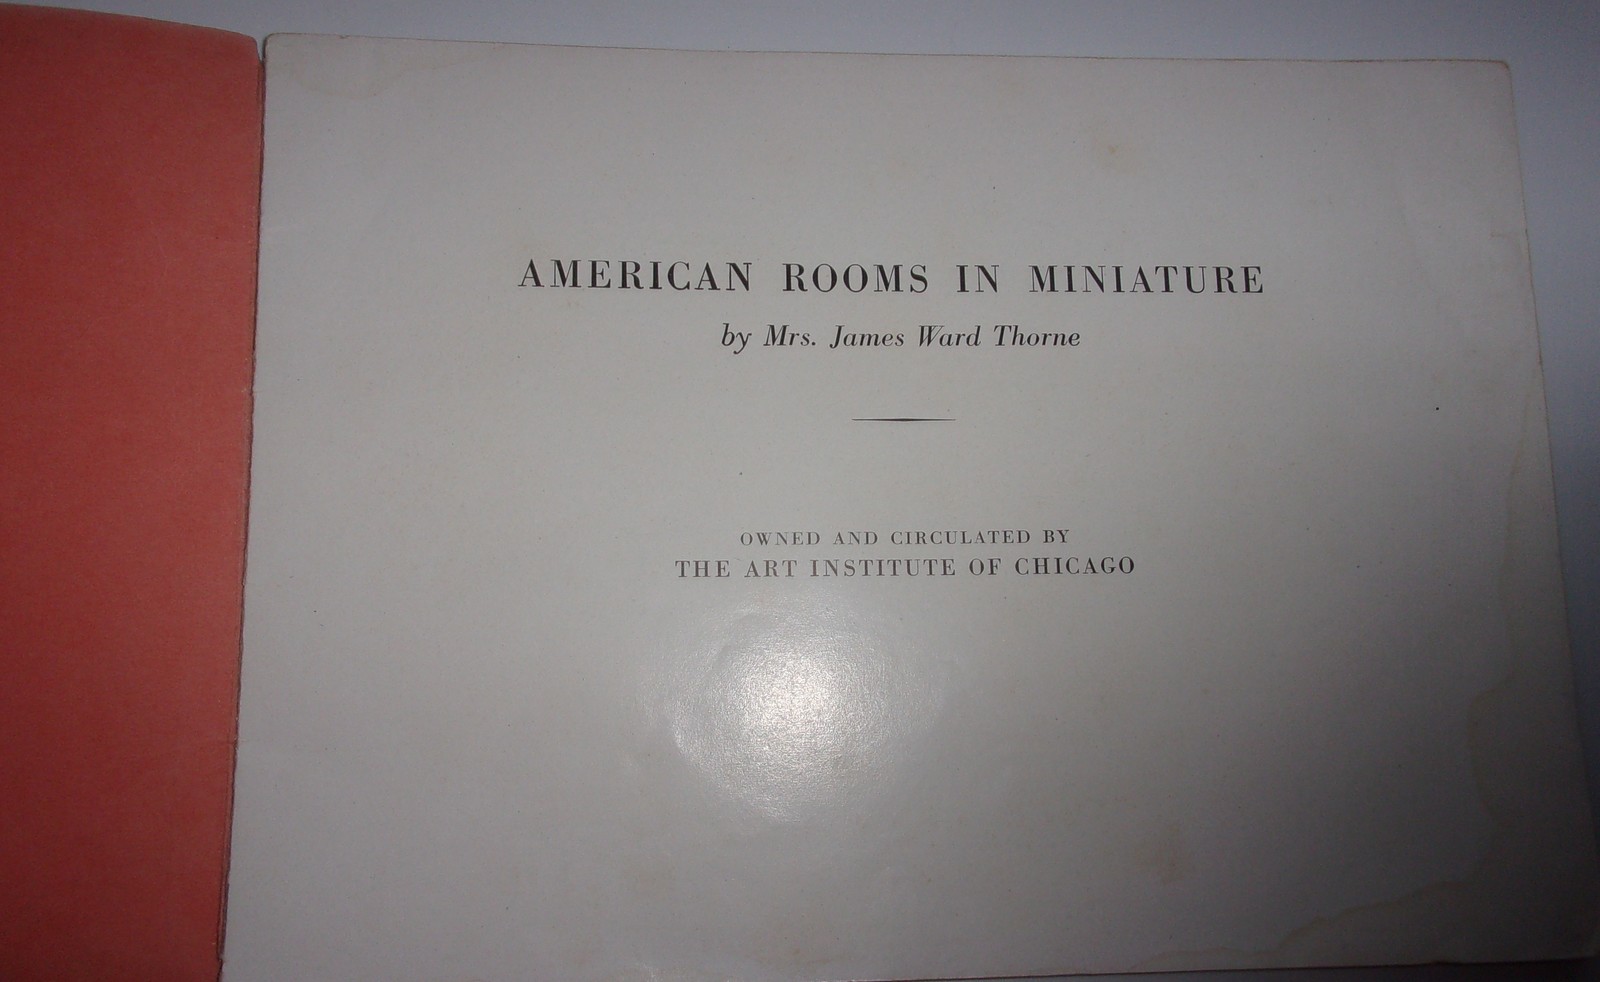 AMERICAN ROOMS IN MINIATURE
by Mrs. James Ward Thorne
OWNED AND CIRCULATED BY
THE ART INSTITUTE OF CHICAGO